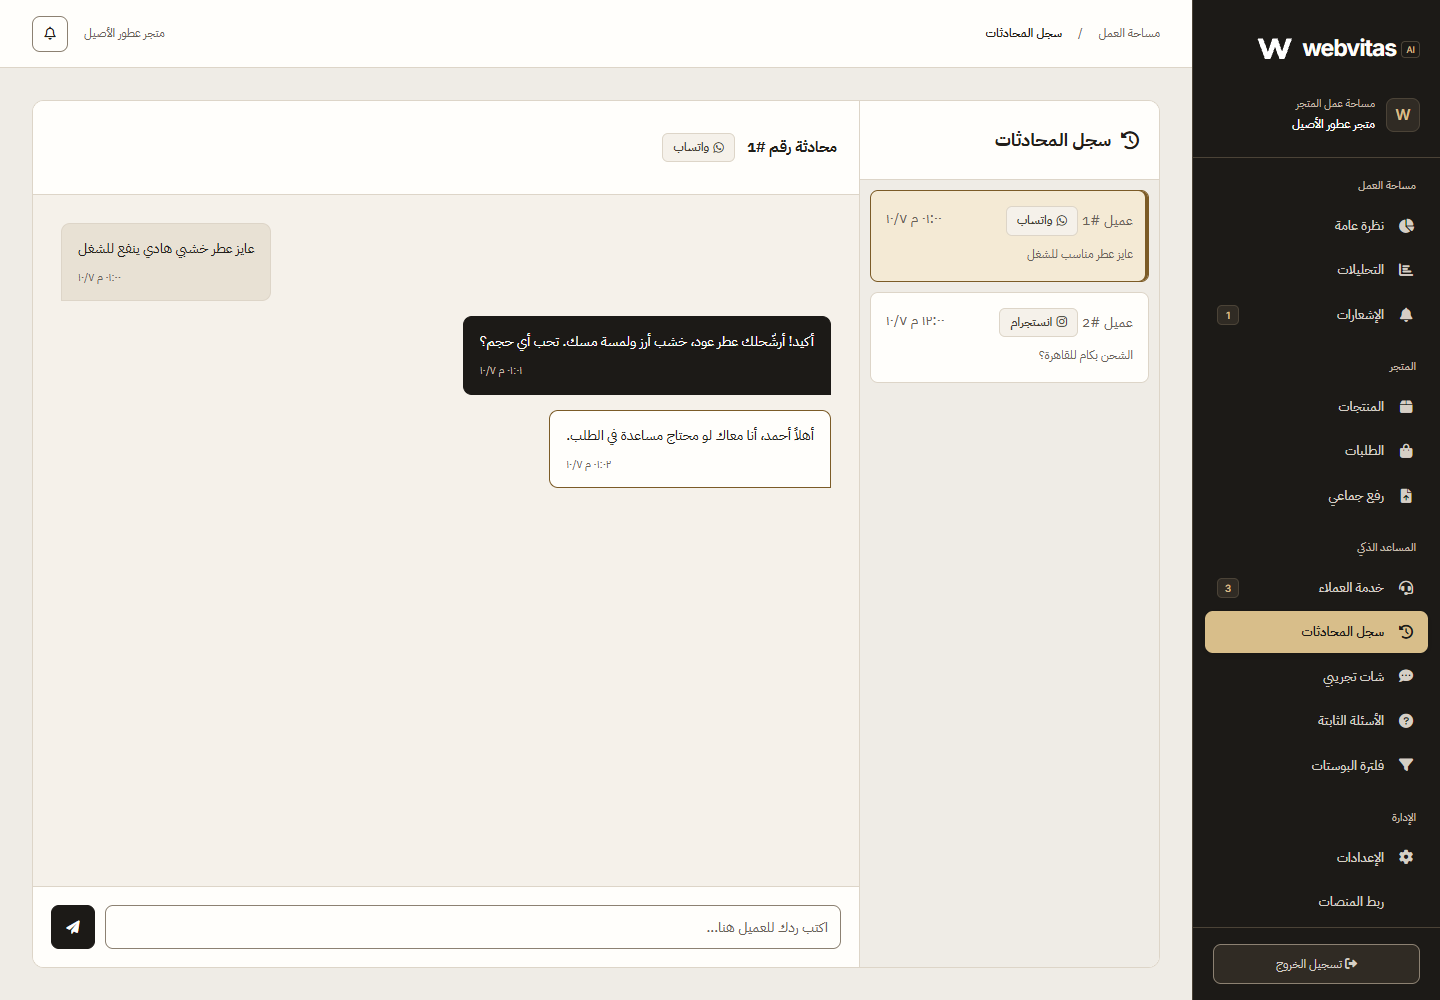 webvitas AI
W
مساحة عمل المتجر
متجر عطور الأصيل
مساحة العمل
نظرة عامة
التحليلات
الإشعارات 1
المتجر
المنتجات
الطلبات
رفع جماعي
المساعد الذكي
خدمة العملاء 3
سجل المحادثات
شات تجريبي
الأسئلة الثابتة
فلترة البوستات
الإدارة
الإعدادات
ربط المنصات
تسجيل الخروج
مساحة العمل / سجل المحادثات
متجر عطور الأصيل
سجل المحادثات
عميل #1 واتساب ٠١:٠٠ م ١٠/٧
عايز عطر مناسب للشغل
عميل #2 انستجرام ١٢:٠٠ م ١٠/٧
الشحن بكام للقاهرة؟
محادثة رقم #1 واتساب
عايز عطر خشبي هادي ينفع للشغل
٠١:٠٠ م ١٠/٧
أكيد! أرشّحلك عطر عود، خشب أرز ولمسة مسك. تحب أي حجم؟
٠١:٠١ م ١٠/٧
أهلاً أحمد، أنا معاك لو محتاج مساعدة في الطلب.
٠١:٠٢ م ١٠/٧
اكتب ردك للعميل هنا...